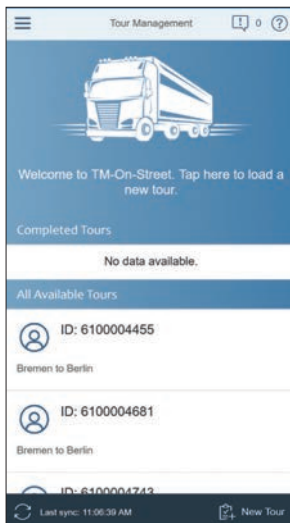 Tour Management
0
Welcome to TM-On-Street. Tap here to load a
new tour.
Completed Tours
No data available.
All Available Tours
ID: 6100004455
Bremen to Berlin
ID: 6100004681
Bremen to Berlin
ID: 6100004743
Last sync: 11:06:39 AM
New Tour